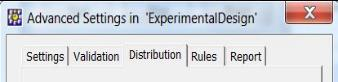 Advanced Settings in 'ExperimentalDesign'
Settings Validation Distribution Rules Report